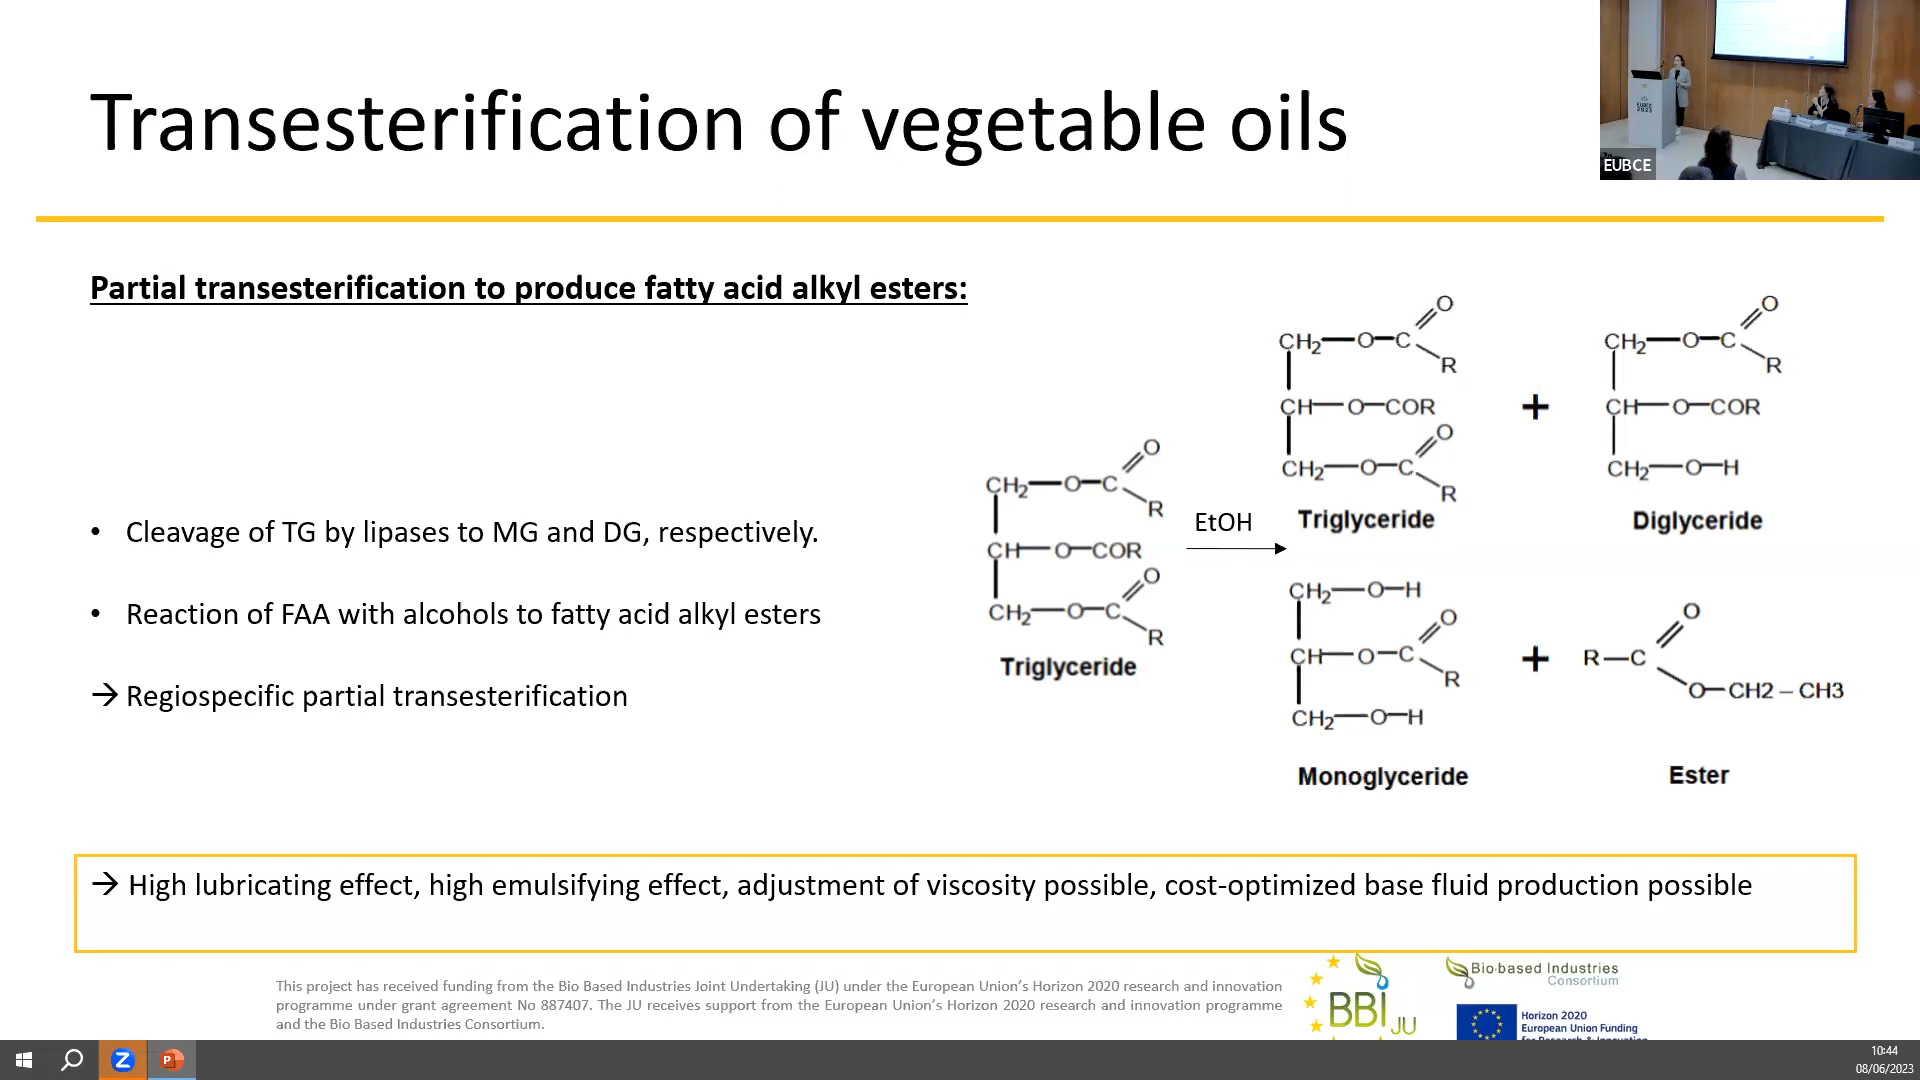 Transesterification of vegetable oils
EUBCE
EUBCE
2023
Partial transesterification to produce fatty acid alkyl esters:
• Cleavage of TG by lipases to MG and DG, respectively.
• Reaction of FAA with alcohols to fatty acid alkyl esters
→ Regiospecific partial transesterification
CH2—O—C
O
R
CH—O—COR
CH2—O—C
O
R
Triglyceride
EtOH
CH2—O—C
O
R
CH—O—COR
CH2—O—C
O
R
Triglyceride
+
CH2—O—C
O
R
CH—O—COR
CH2—O—H
Diglyceride
CH2—O—H
CH—O—C
O
R
CH2—O—H
Monoglyceride
+
O
R—C
O—CH2 – CH3
Ester
→ High lubricating effect, high emulsifying effect, adjustment of viscosity possible, cost-optimized base fluid production possible
This project has received funding from the Bio Based Industries Joint Undertaking (JU) under the European Union's Horizon 2020 research and innovation
programme under grant agreement No 887407. The JU receives support from the European Union's Horizon 2020 research and innovation programme
and the Bio Based Industries Consortium.
BBI JU
Bio-based Industries
Consortium
Horizon 2020
European Union Funding
for Research & Innovation
10:44
08/06/2023